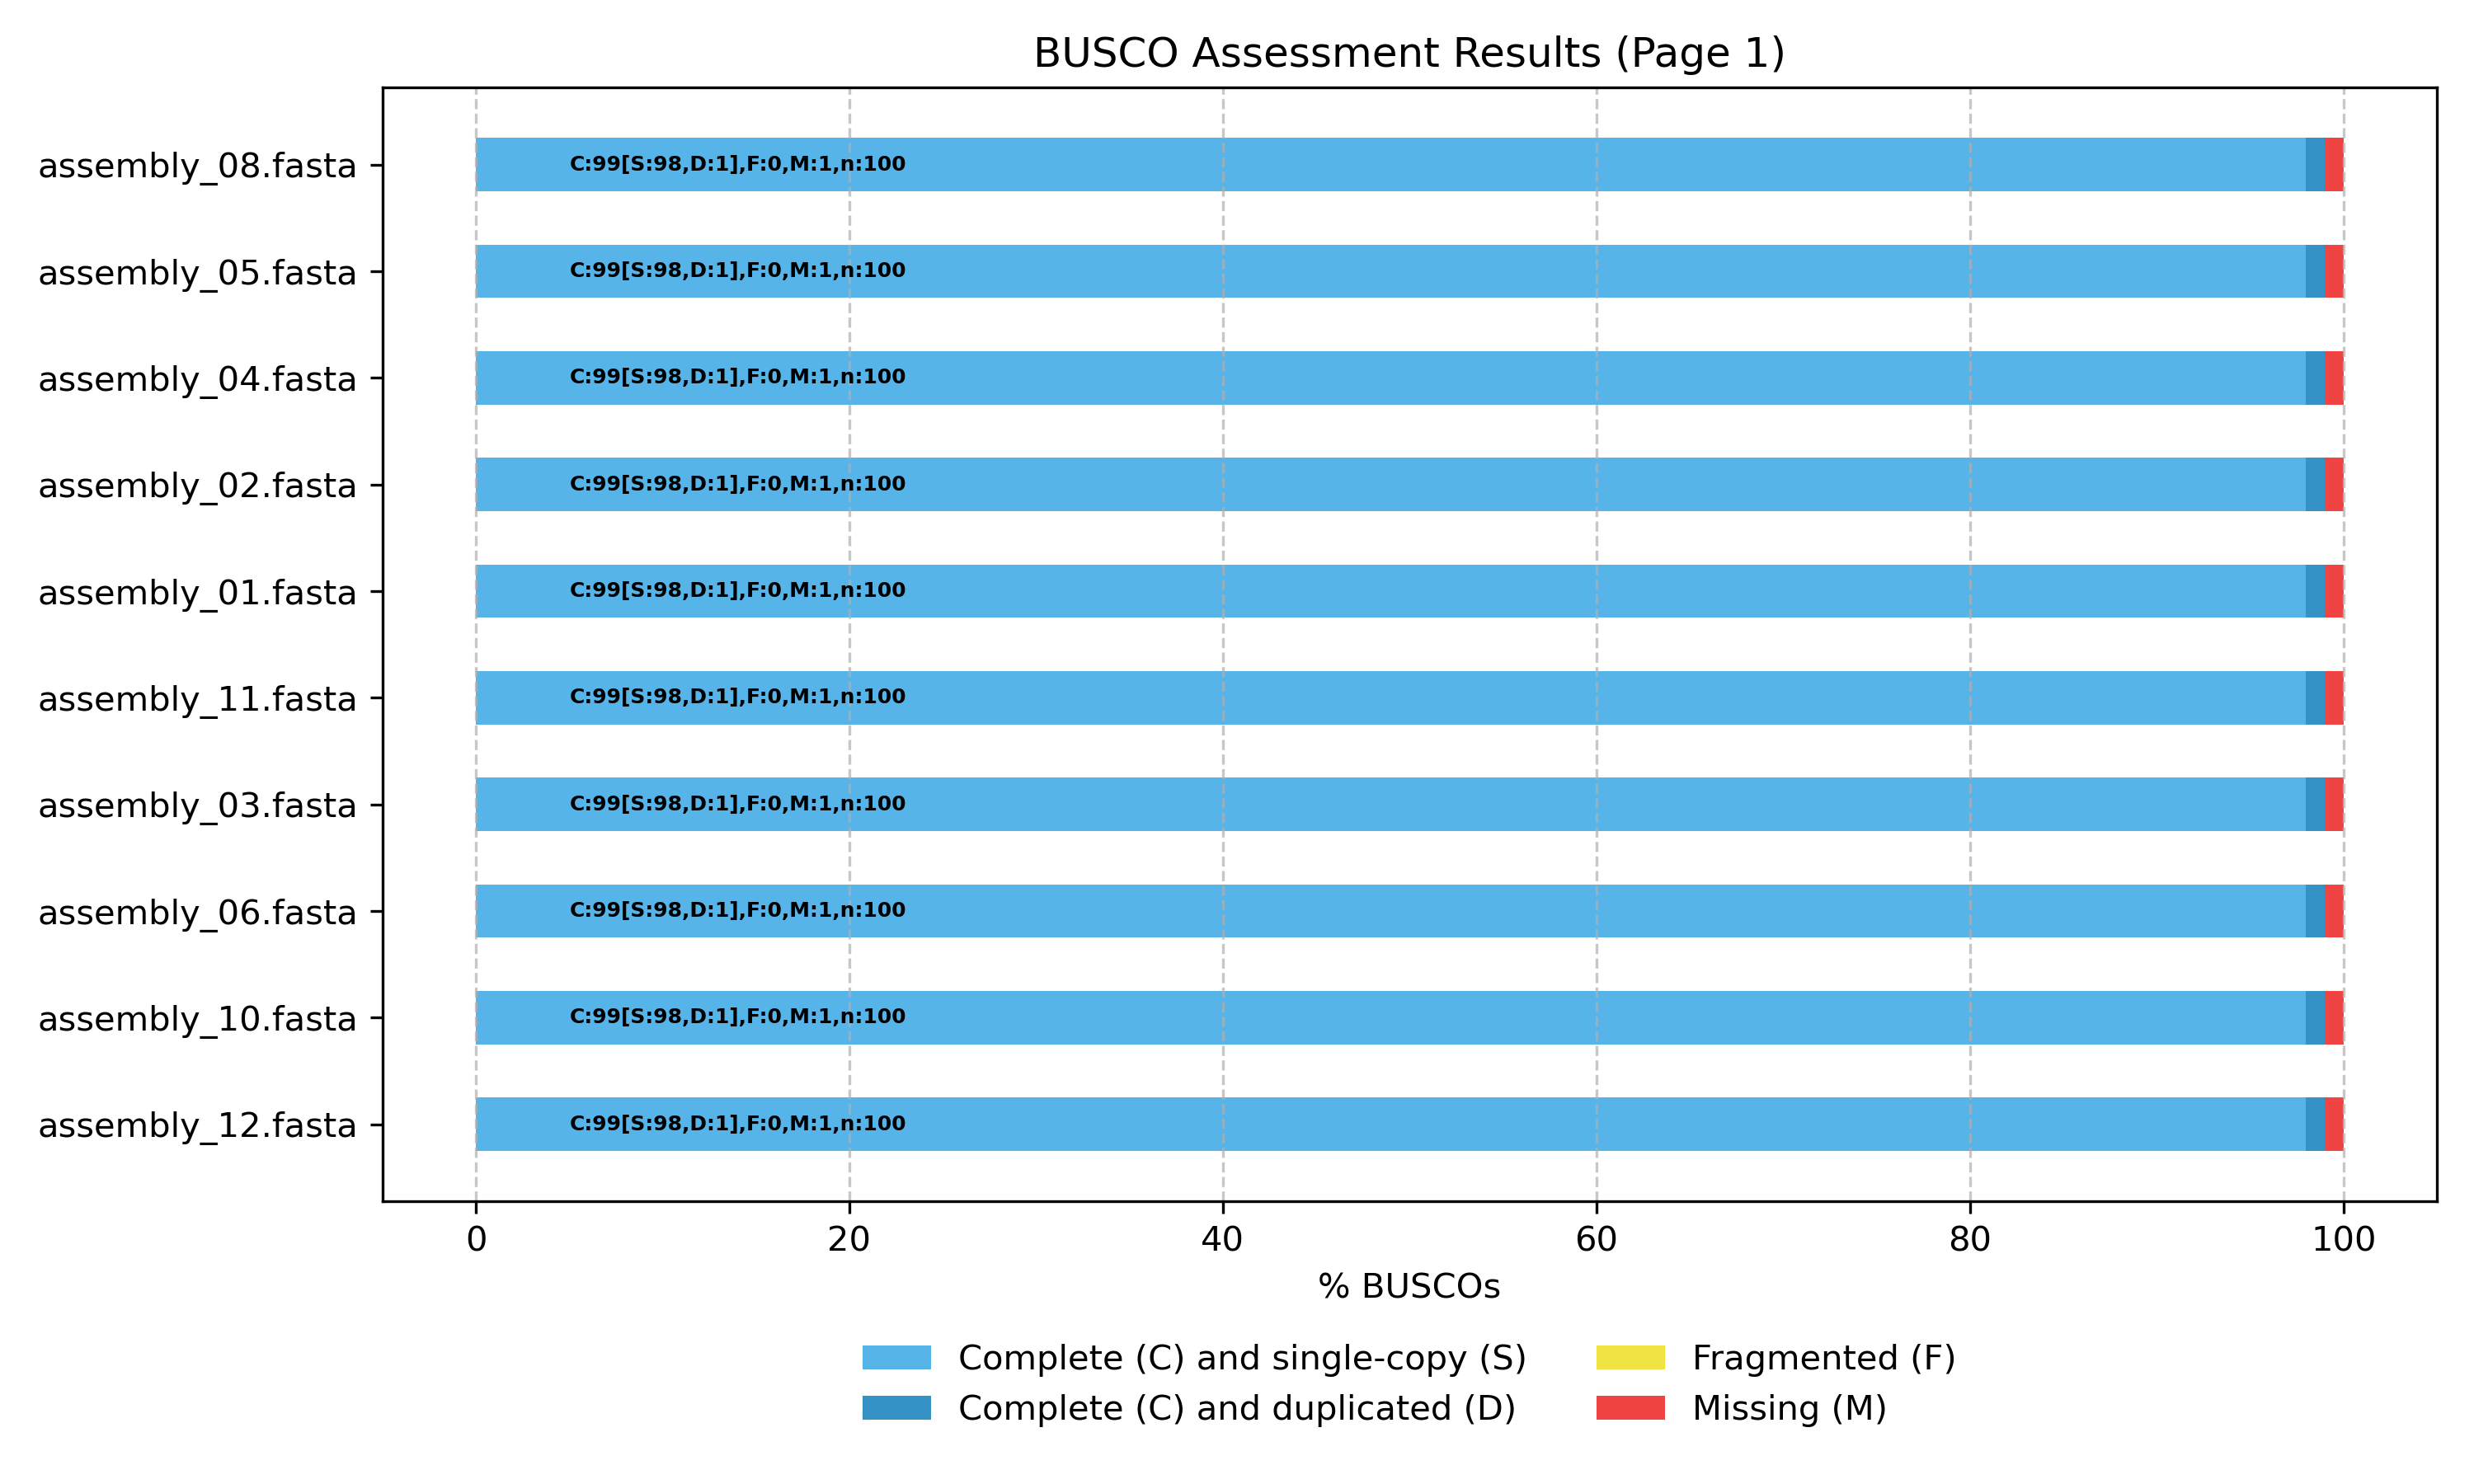 BUSCO Assessment Results (Page 1)
assembly_08.fasta C:99[S:98,D:1],F:0,M:1,n:100
assembly_05.fasta C:99[S:98,D:1],F:0,M:1,n:100
assembly_04.fasta C:99[S:98,D:1],F:0,M:1,n:100
assembly_02.fasta C:99[S:98,D:1],F:0,M:1,n:100
assembly_01.fasta C:99[S:98,D:1],F:0,M:1,n:100
assembly_11.fasta C:99[S:98,D:1],F:0,M:1,n:100
assembly_03.fasta C:99[S:98,D:1],F:0,M:1,n:100
assembly_06.fasta C:99[S:98,D:1],F:0,M:1,n:100
assembly_10.fasta C:99[S:98,D:1],F:0,M:1,n:100
assembly_12.fasta C:99[S:98,D:1],F:0,M:1,n:100
0 20 40 60 80 100
% BUSCOs
Complete (C) and single-copy (S) Fragmented (F)
Complete (C) and duplicated (D) Missing (M)